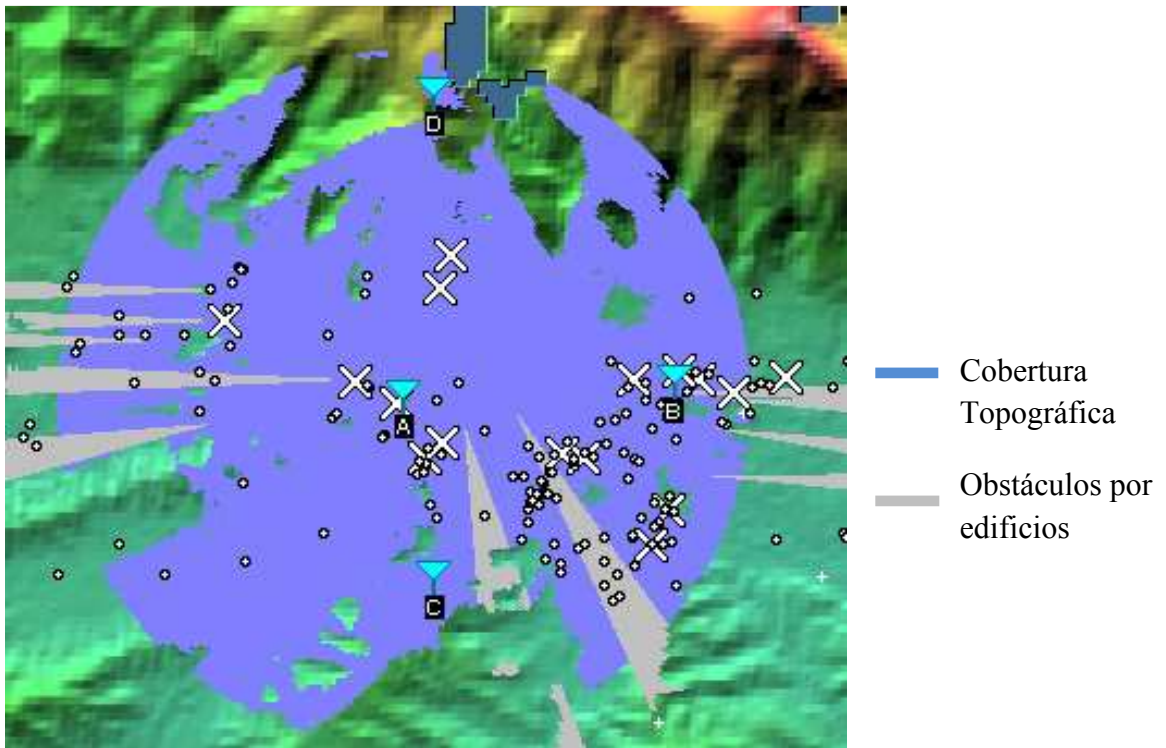 D
B
A
C
Cobertura
Topográfica
Obstáculos por
edificios